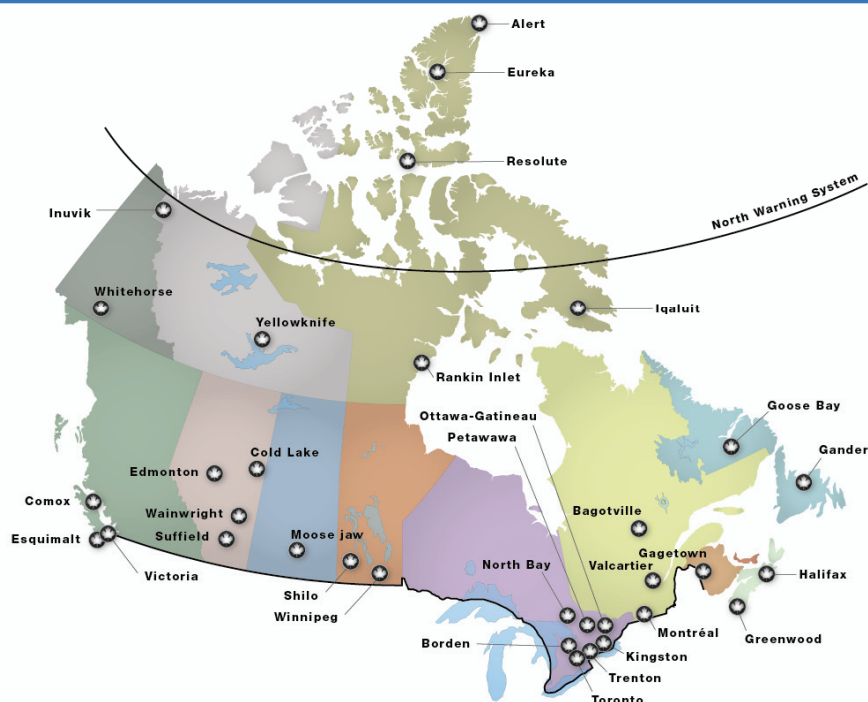 Alert
Eureka
Resolute
North Warning System
Inuvik
Whitehorse
Iqaluit
Yellowknife
Rankin Inlet
Ottawa-Gatineau
Petawawa
Goose Bay
Gander
Cold Lake
Edmonton
Comox
Wainwright
Bagotville
Esquimalt
Suffield
Moose jaw
Gagetown
North Bay
Valcartier
Victoria
Halifax
Shilo
Winnipeg
Montréal
Greenwood
Borden
Kingston
Trenton
Toronto